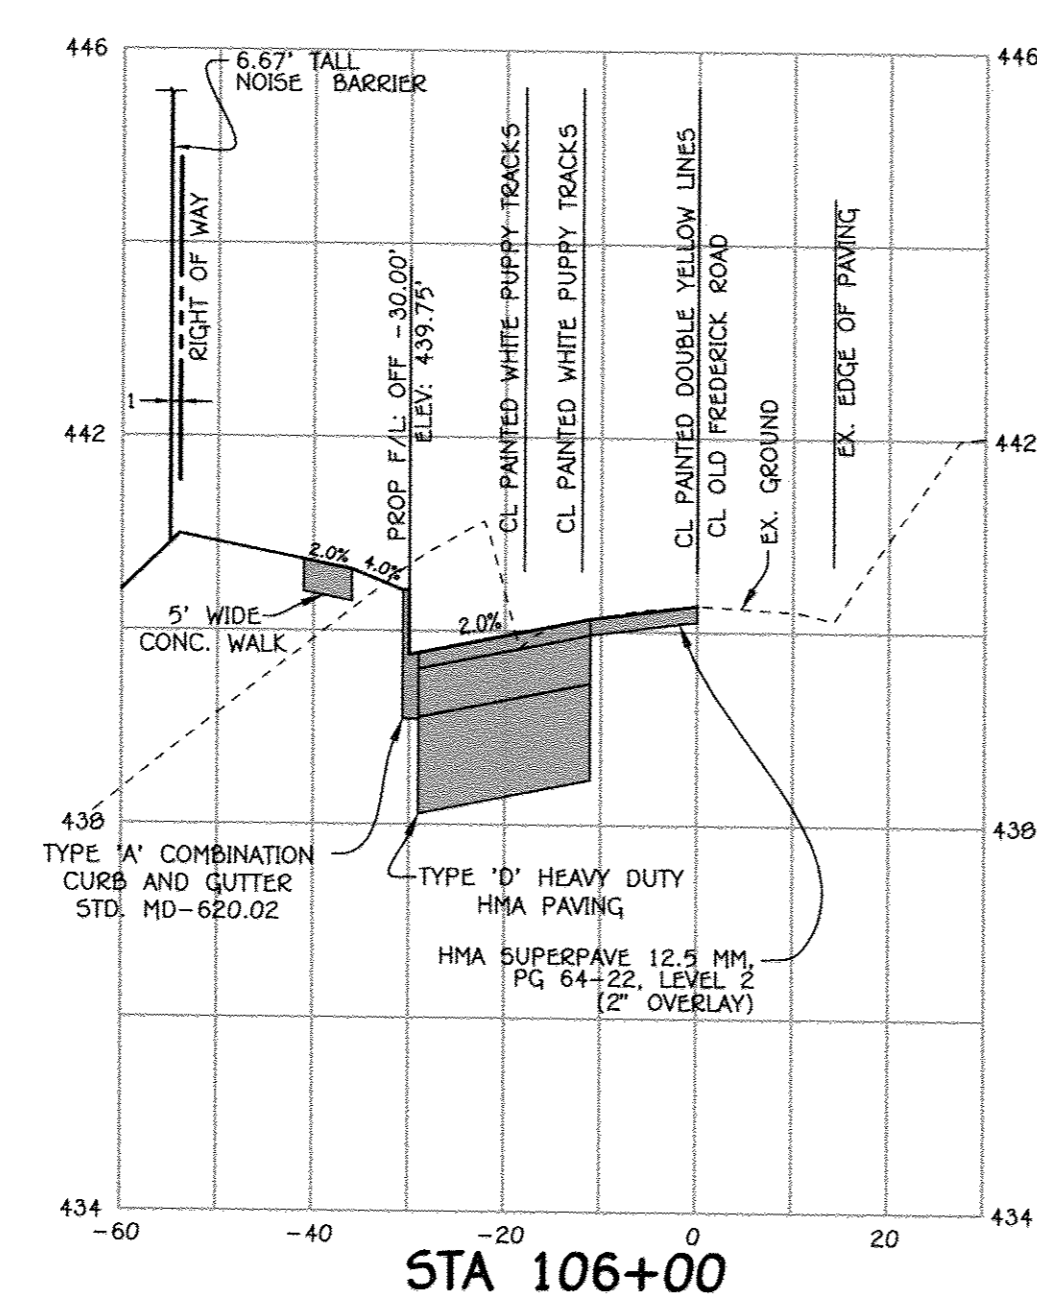 446
446
6.67' TALL
NOISE BARRIER
RIGHT OF WAY
1
PROP F/L: OFF -30.00'
ELEV: 439.75'
CL PAINTED WHITE PUPPY TRACKS
CL PAINTED WHITE PUPPY TRACKS
CL PAINTED DOUBLE YELLOW LINES
CL OLD FREDERICK ROAD
EX. GROUND
EX. EDGE OF PAVING
442
442
2.0%
4.0%
2.0%
5' WIDE
CONC. WALK
438
438
TYPE 'A' COMBINATION
CURB AND GUTTER
STD. MD-620.02
TYPE 'D' HEAVY DUTY
HMA PAVING
HMA SUPERPAVE 12.5 MM,
PG 64-22, LEVEL 2
(2" OVERLAY)
434
434
-60
-40
-20
0
20
STA 106+00